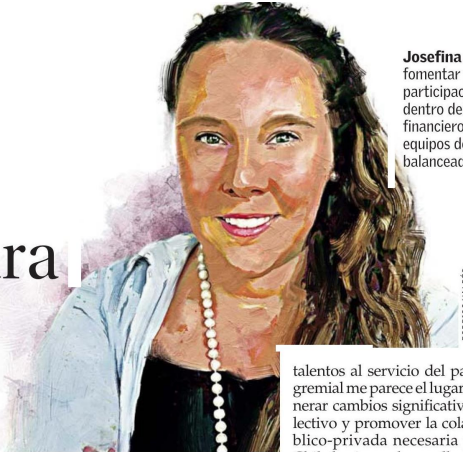 Josefina
fomentar
participac
dentro de
financiero
equipos de
balancead
ra
talentos al servicio del pa
gremial me parece el lugar
nerar cambios significativ
lectivo y promover la cola
blico-privada necesaria